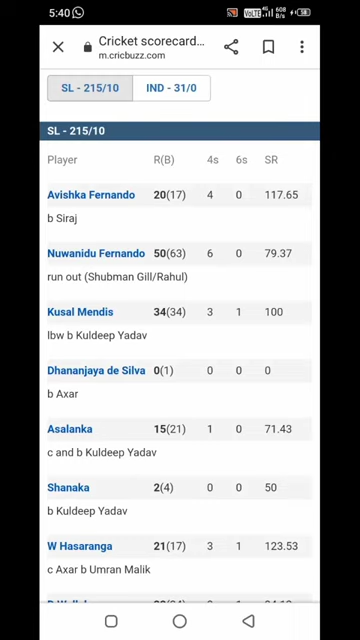 5:40
VoLTE 4G 608 B/s 58
Cricket scorecard...
m.cricbuzz.com
SL - 215/10 IND - 31/0
SL - 215/10
Player R(B) 4s 6s SR
Avishka Fernando 20(17) 4 0 117.65
b Siraj
Nuwanidu Fernando 50(63) 6 0 79.37
run out (Shubman Gill/Rahul)
Kusal Mendis 34(34) 3 1 100
lbw b Kuldeep Yadav
Dhananjaya de Silva 0(1) 0 0 0
b Axar
Asalanka 15(21) 1 0 71.43
c and b Kuldeep Yadav
Shanaka 2(4) 0 0 50
b Kuldeep Yadav
W Hasaranga 21(17) 3 1 123.53
c Axar b Umran Malik